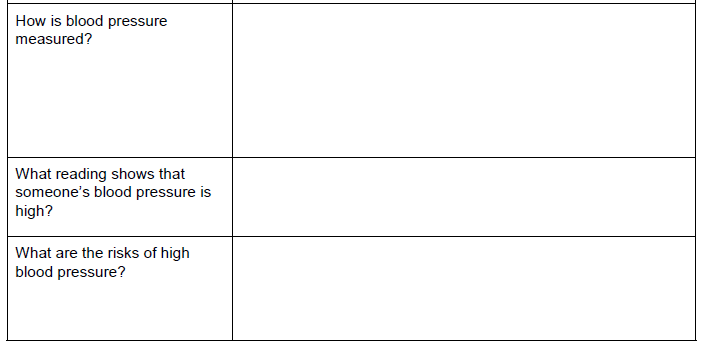 How is blood pressure
measured?
What reading shows that
someone’s blood pressure is
high?
What are the risks of high
blood pressure?